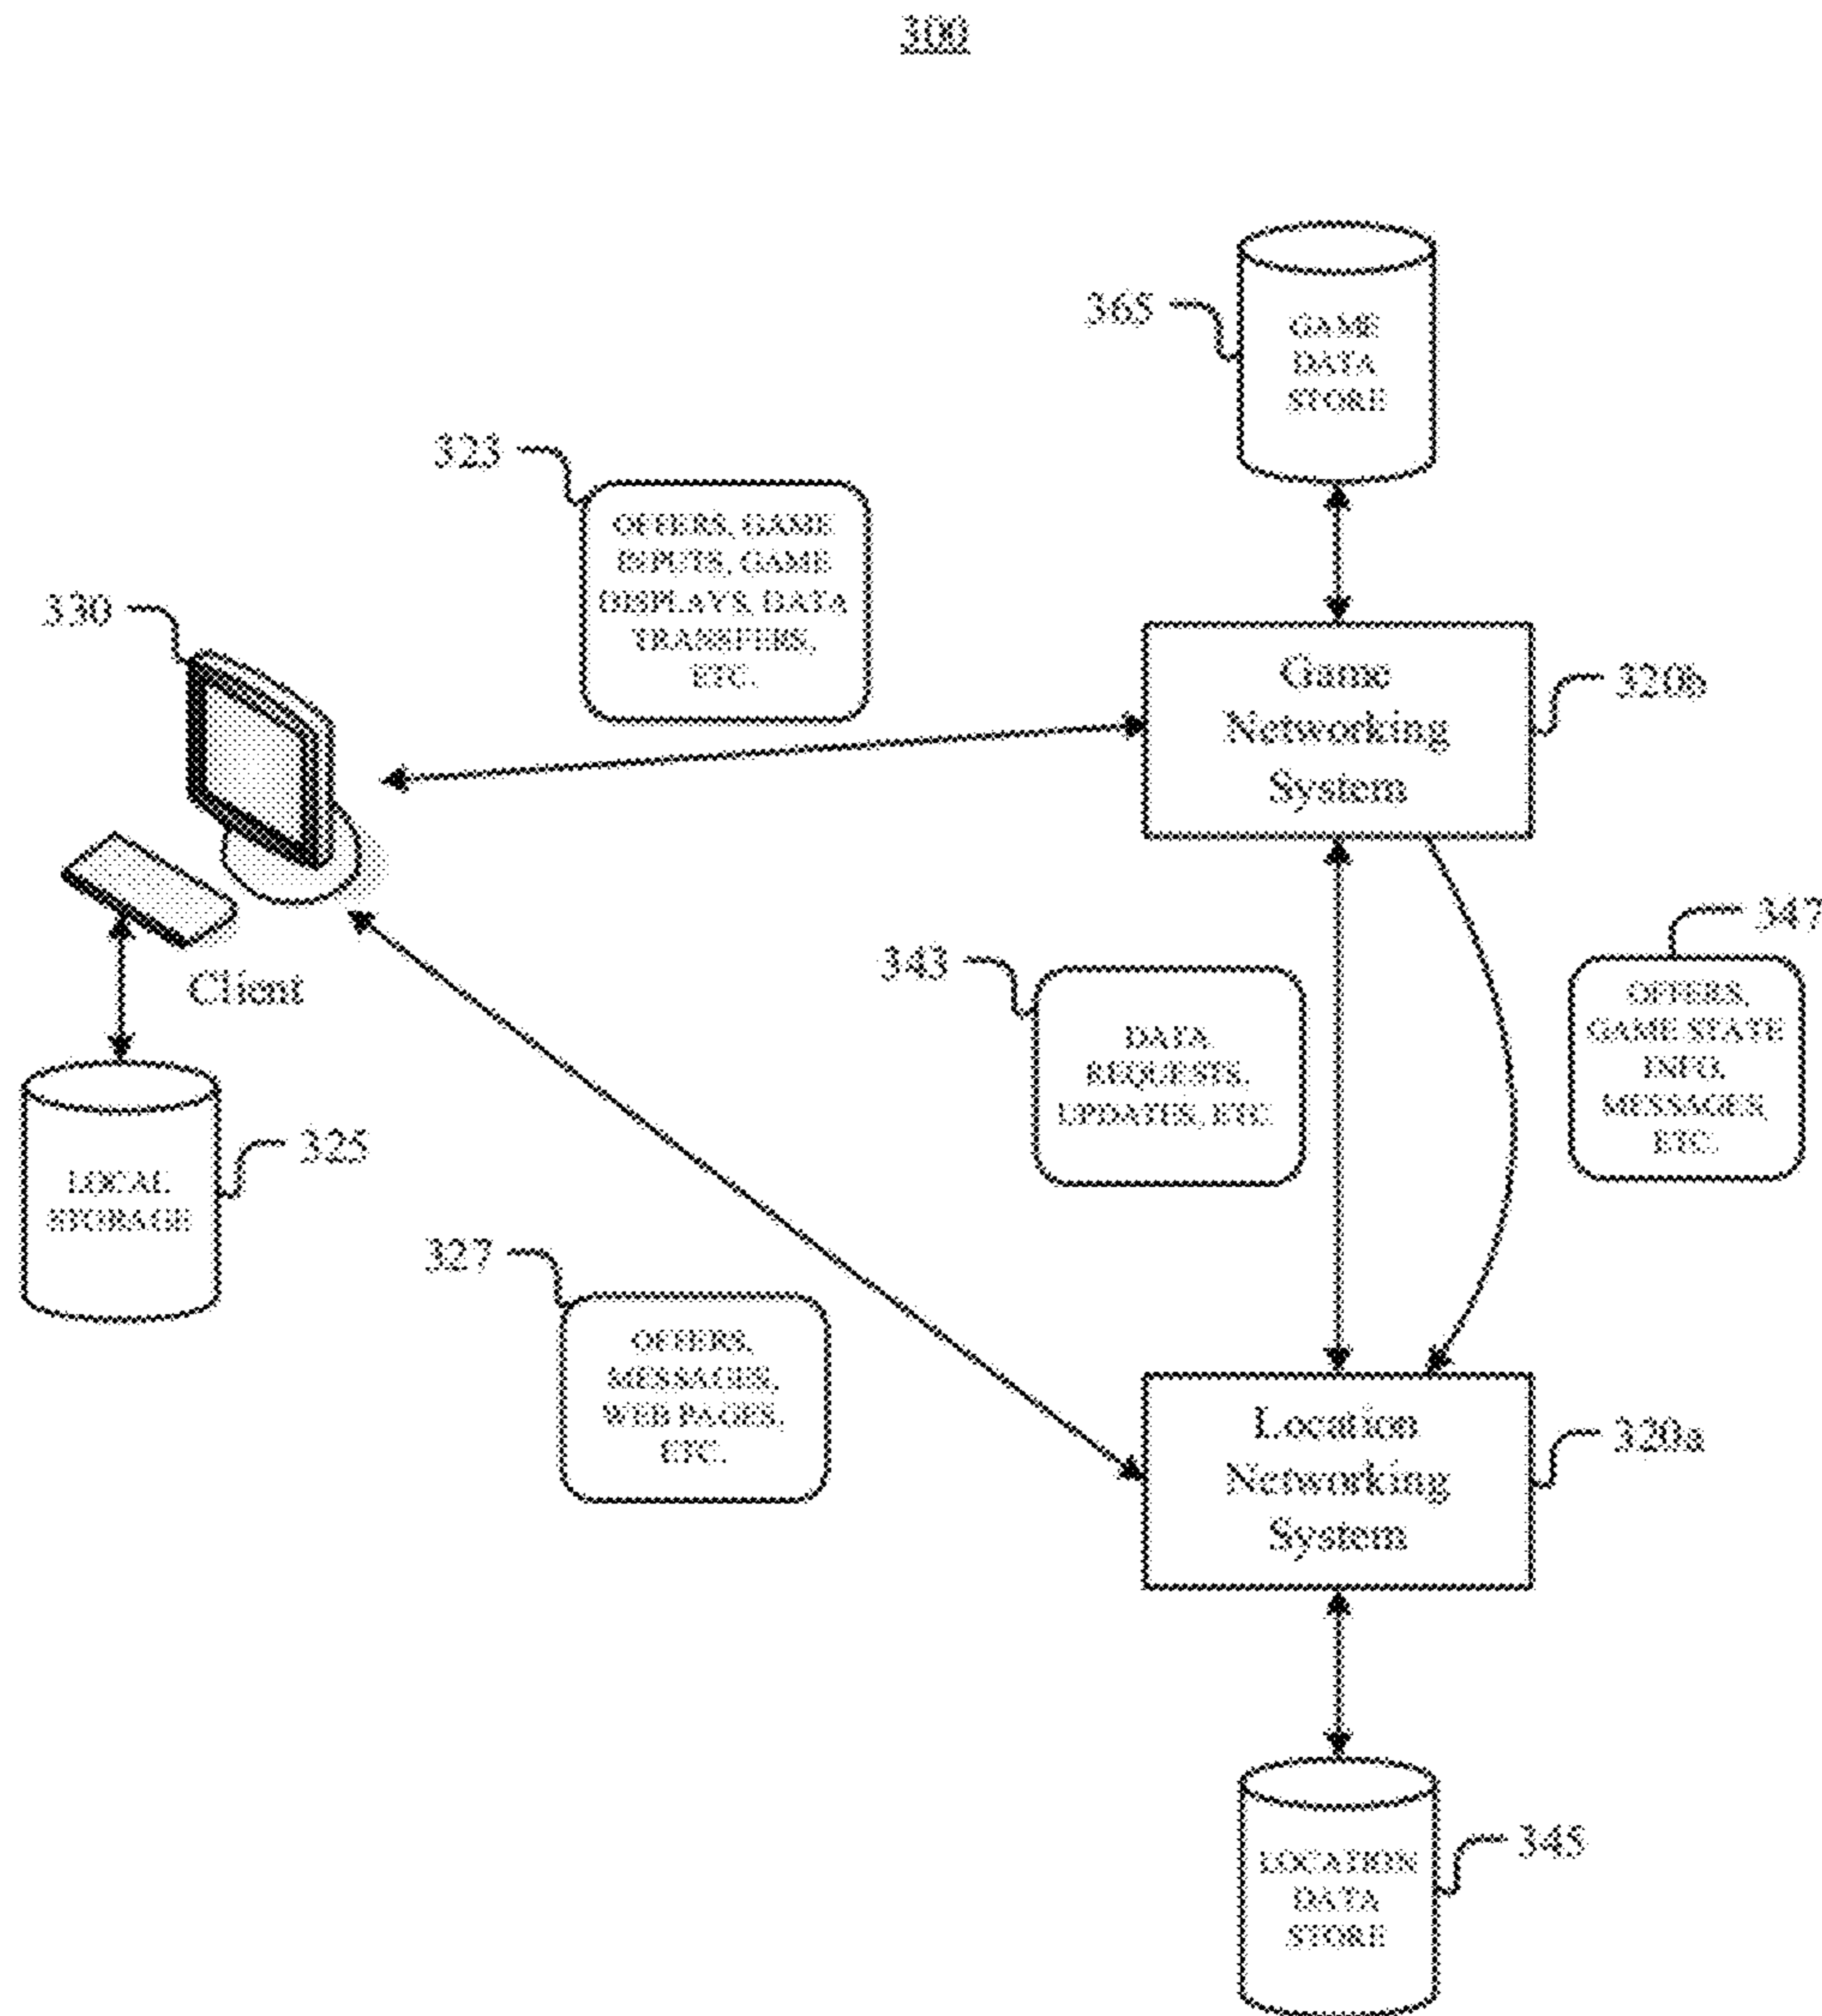 300
365
GAME
DATA
STORE
323
OFFERS, GAME
INPUTS, GAME
DISPLAYS, DATA
TRANSFERS,
ETC.
330
Game
Networking
System
320b
347
OFFERS,
GAME STATE
INFO,
MESSAGES,
ETC.
343
DATA
REQUESTS,
UPDATES, ETC
Client
325
LOCAL
STORAGE
327
OFFERS,
MESSAGES,
WEB PAGES,
ETC.
Location
Networking
System
320a
345
LOCATION
DATA
STORE